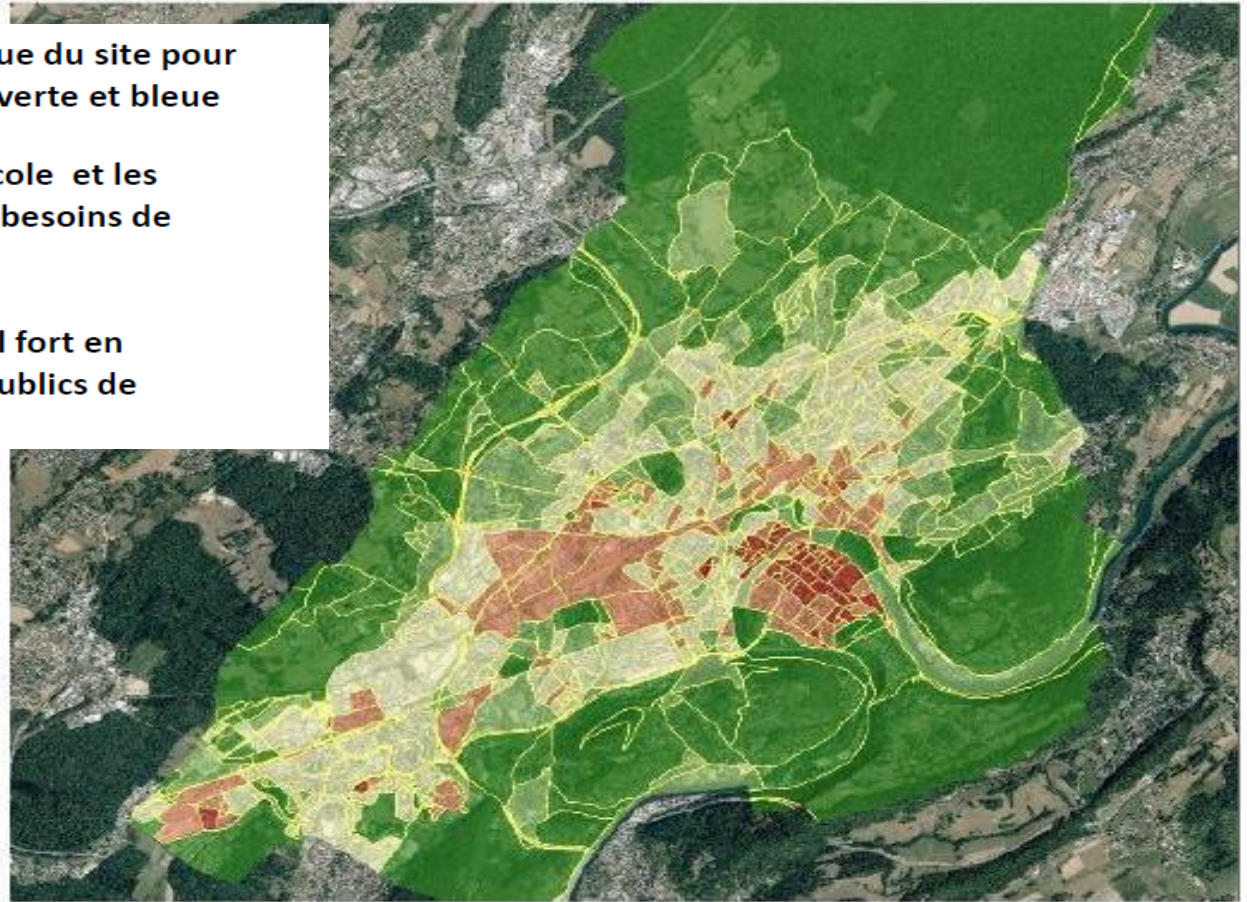 ue du site pour
verte et bleue
cole et les
besoins de
l fort en
ublics de